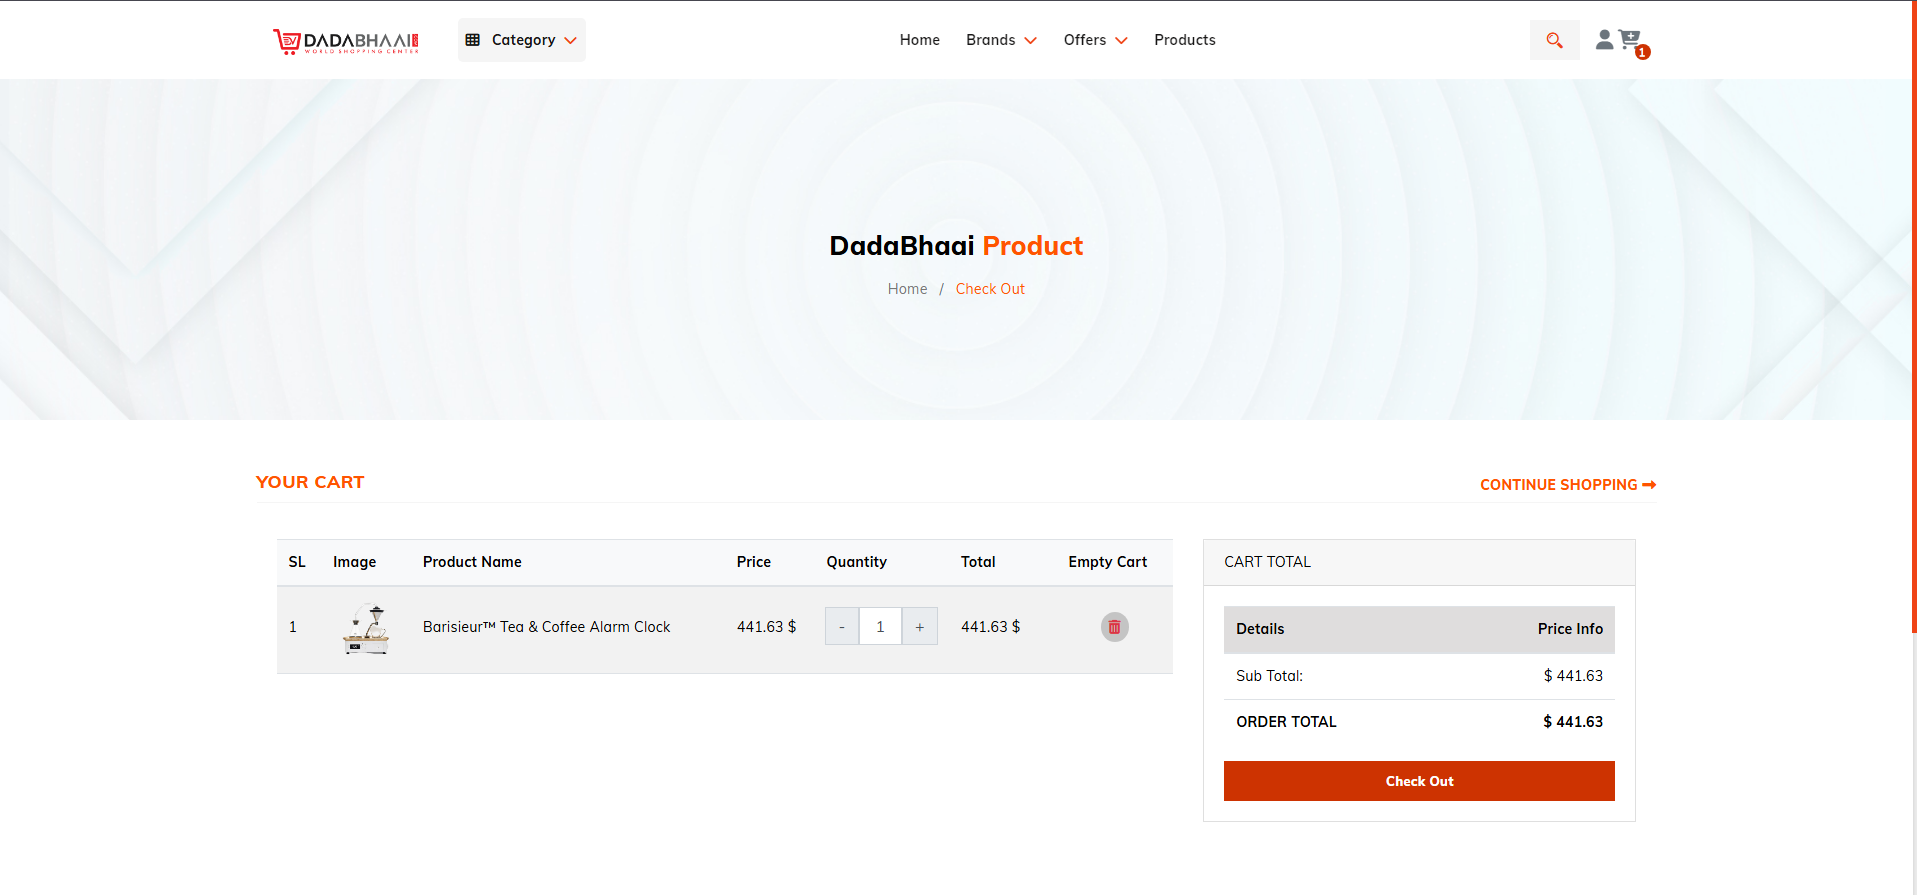 DADABHAAI
WORLD SHOPPING CENTER
Category
Home Brands Offers Products
1
DadaBhaai Product
Home / Check Out
YOUR CART
CONTINUE SHOPPING
SL Image Product Name Price Quantity Total Empty Cart
1 Barisieur™ Tea & Coffee Alarm Clock 441.63 $ - 1 + 441.63 $
CART TOTAL
Details Price Info
Sub Total: $ 441.63
ORDER TOTAL $ 441.63
Check Out